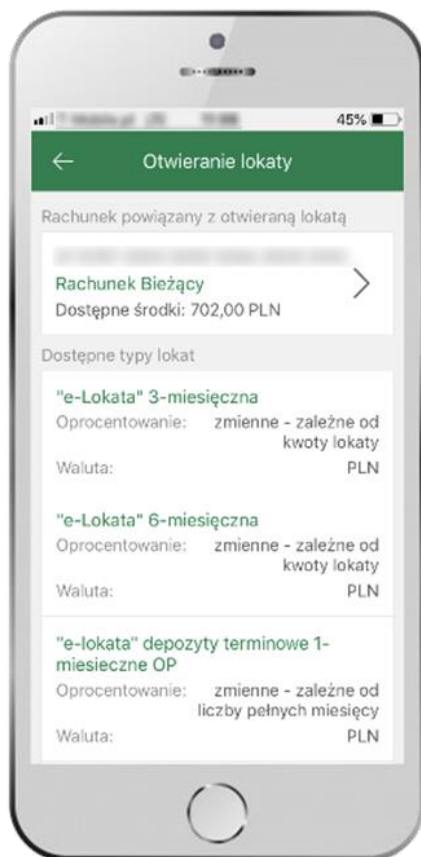 45%
Otwieranie lokaty
Rachunek powiązany z otwieraną lokatą
Rachunek Bieżący
Dostępne środki: 702,00 PLN
Dostępne typy lokat
"e-Lokata" 3-miesięczna
Oprocentowanie: zmienne - zależne od
kwoty lokaty
Waluta: PLN
"e-Lokata" 6-miesięczna
Oprocentowanie: zmienne - zależne od
kwoty lokaty
Waluta: PLN
"e-lokata" depozyty terminowe 1-
miesieczne OP
Oprocentowanie: zmienne - zależne od
liczby pełnych miesięcy
Waluta: PLN